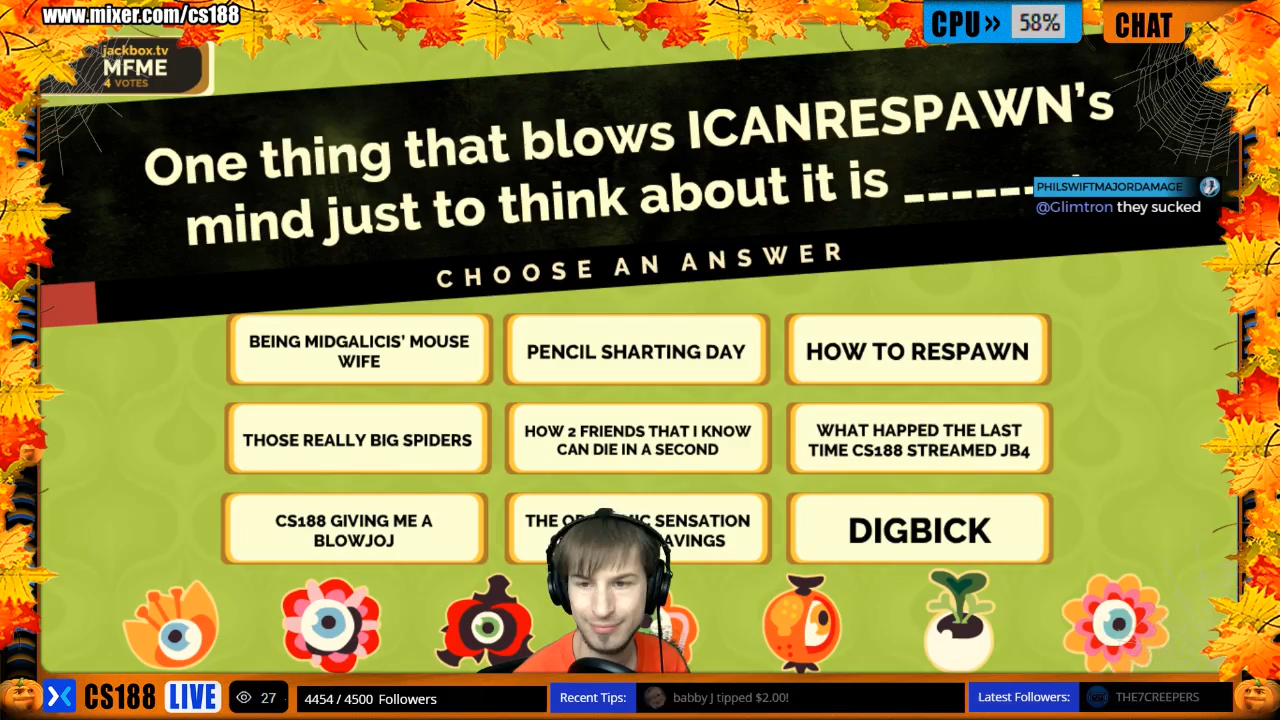 www.mixer.com/cs188
CPU» 58%
CHAT
jackbox.tv
MFME
4 VOTES
One thing that blows ICANRESPAWN's
mind just to think about it is ______
PHILSWIFTMAJORDAMAGE
@Glimtron they sucked
CHOOSE AN ANSWER
BEING MIDGALICIS' MOUSE
WIFE
PENCIL SHARTING DAY
HOW TO RESPAWN
THOSE REALLY BIG SPIDERS
HOW 2 FRIENDS THAT I KNOW
CAN DIE IN A SECOND
WHAT HAPPED THE LAST
TIME CS188 STREAMED JB4
CS188 GIVING ME A
BLOWJOJ
THE SENSATION
DIGBICK
CS188 LIVE
27
4454 / 4500 Followers
Recent Tips:
babby J tipped $2.00!
Latest Followers:
THE7CREEPERS